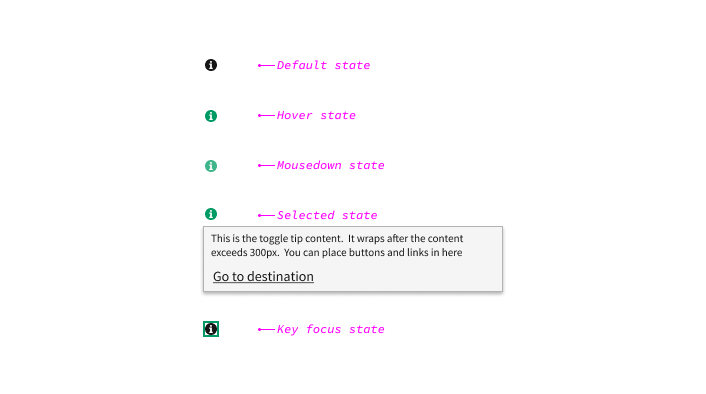 Default state
Hover state
Mousedown state
Selected state
This is the toggle tip content.  It wraps after the content
exceeds 300px.  You can place buttons and links in here
Go to destination
Key focus state